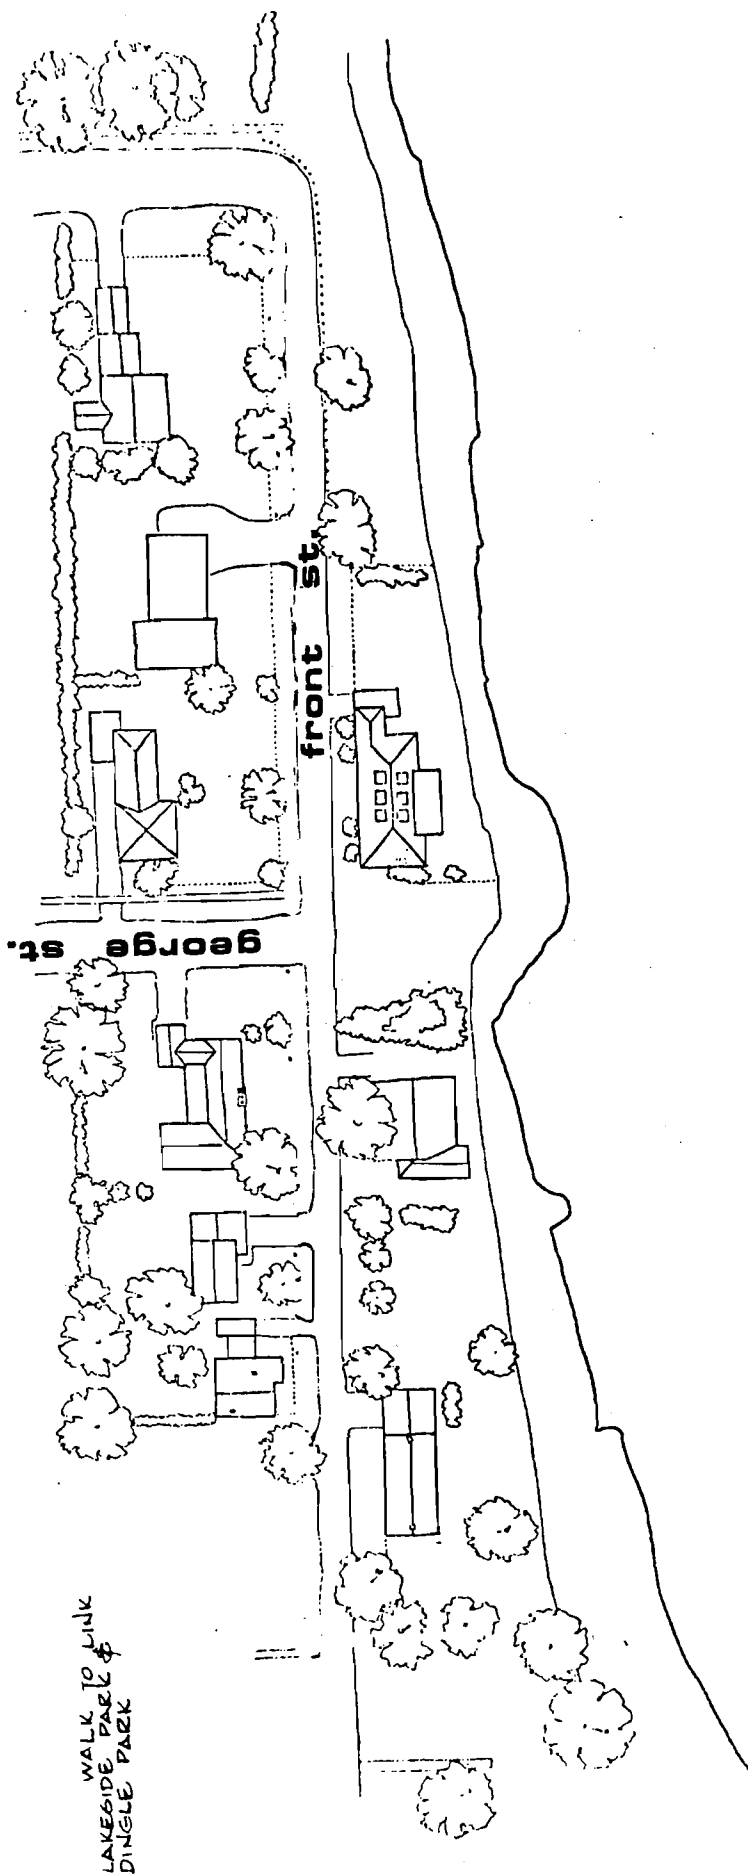 front st.
george st.
WALK TO LINK
LAKESIDE PARK &
DINGLE PARK